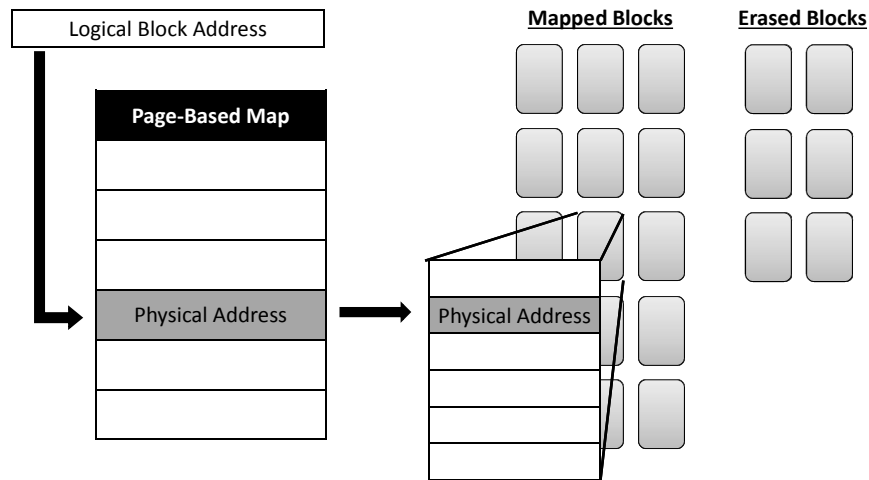 Logical Block Address
Page-Based Map
Physical Address
Mapped Blocks
Erased Blocks
Physical Address